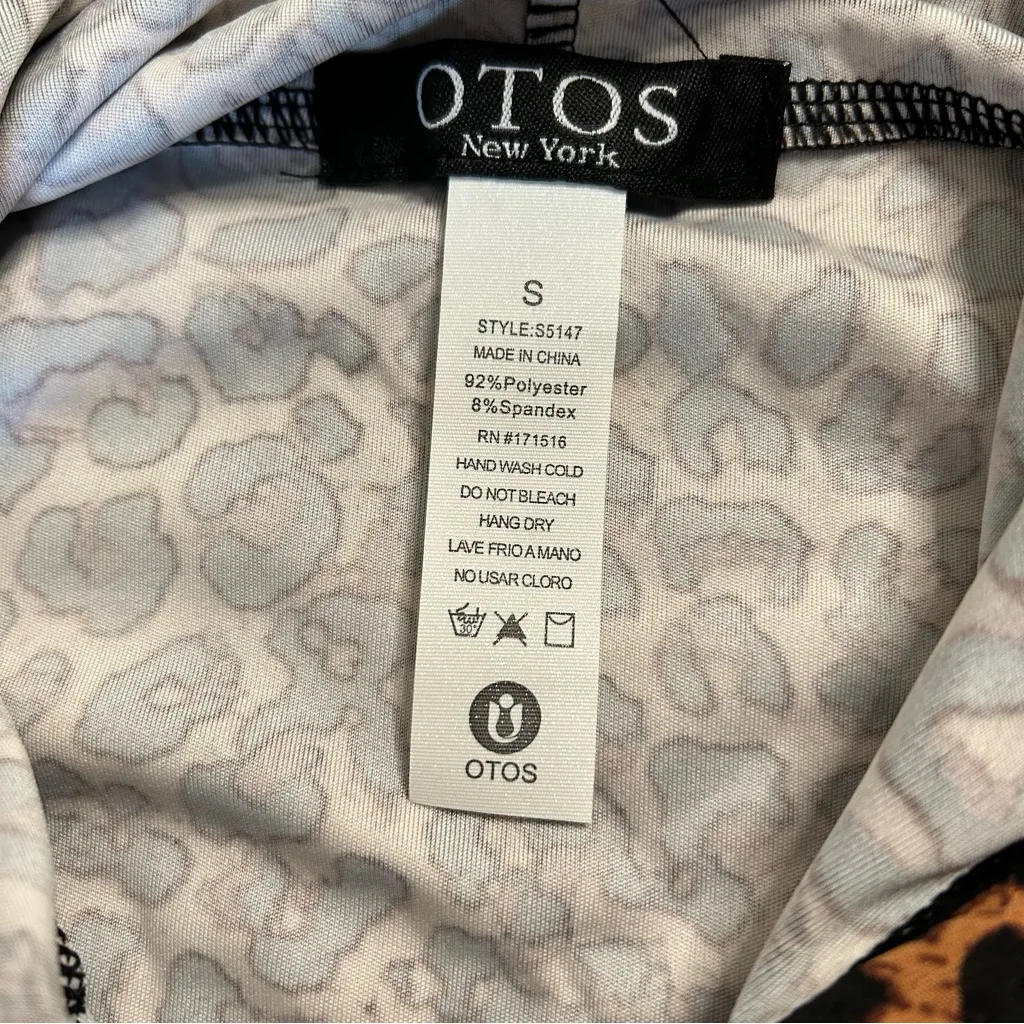 OTOS
New York
S
STYLE:S5147
MADE IN CHINA
92%Polyester
8%Spandex
RN #171516
HAND WASH COLD
DO NOT BLEACH
HANG DRY
LAVE FRIO A MANO
NO USAR CLORO
30°
OTOS